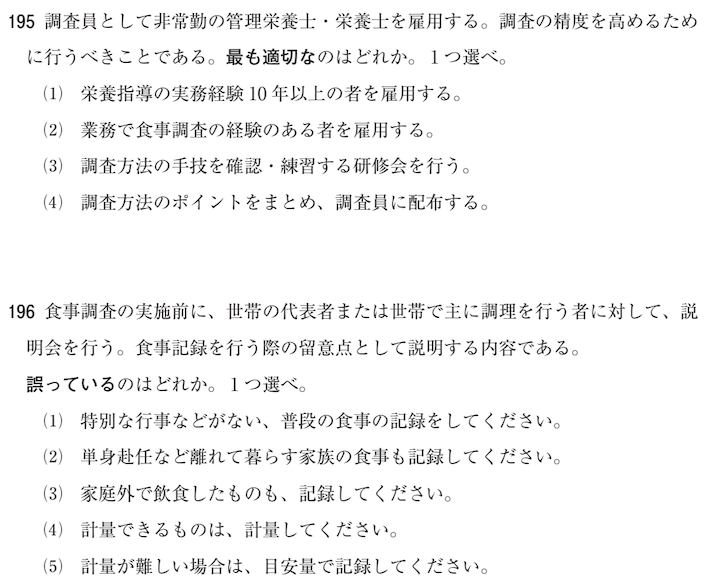 195 調査員として非常勤の管理栄養士・栄養士を雇用する。調査の精度を高めるため
に行うべきことである。最も適切なのはどれか。1つ選べ。
⑴ 栄養指導の実務経験 10 年以上の者を雇用する。
⑵ 業務で食事調査の経験のある者を雇用する。
⑶ 調査方法の手技を確認・練習する研修会を行う。
⑷ 調査方法のポイントをまとめ、調査員に配布する。
196 食事調査の実施前に、世帯の代表者または世帯で主に調理を行う者に対して、説
明会を行う。食事記録を行う際の留意点として説明する内容である。
誤っているのはどれか。1つ選べ。
⑴ 特別な行事などがない、普段の食事の記録をしてください。
⑵ 単身赴任など離れて暮らす家族の食事も記録してください。
⑶ 家庭外で飲食したものも、記録してください。
⑷ 計量できるものは、計量してください。
⑸ 計量が難しい場合は、目安量で記録してください。